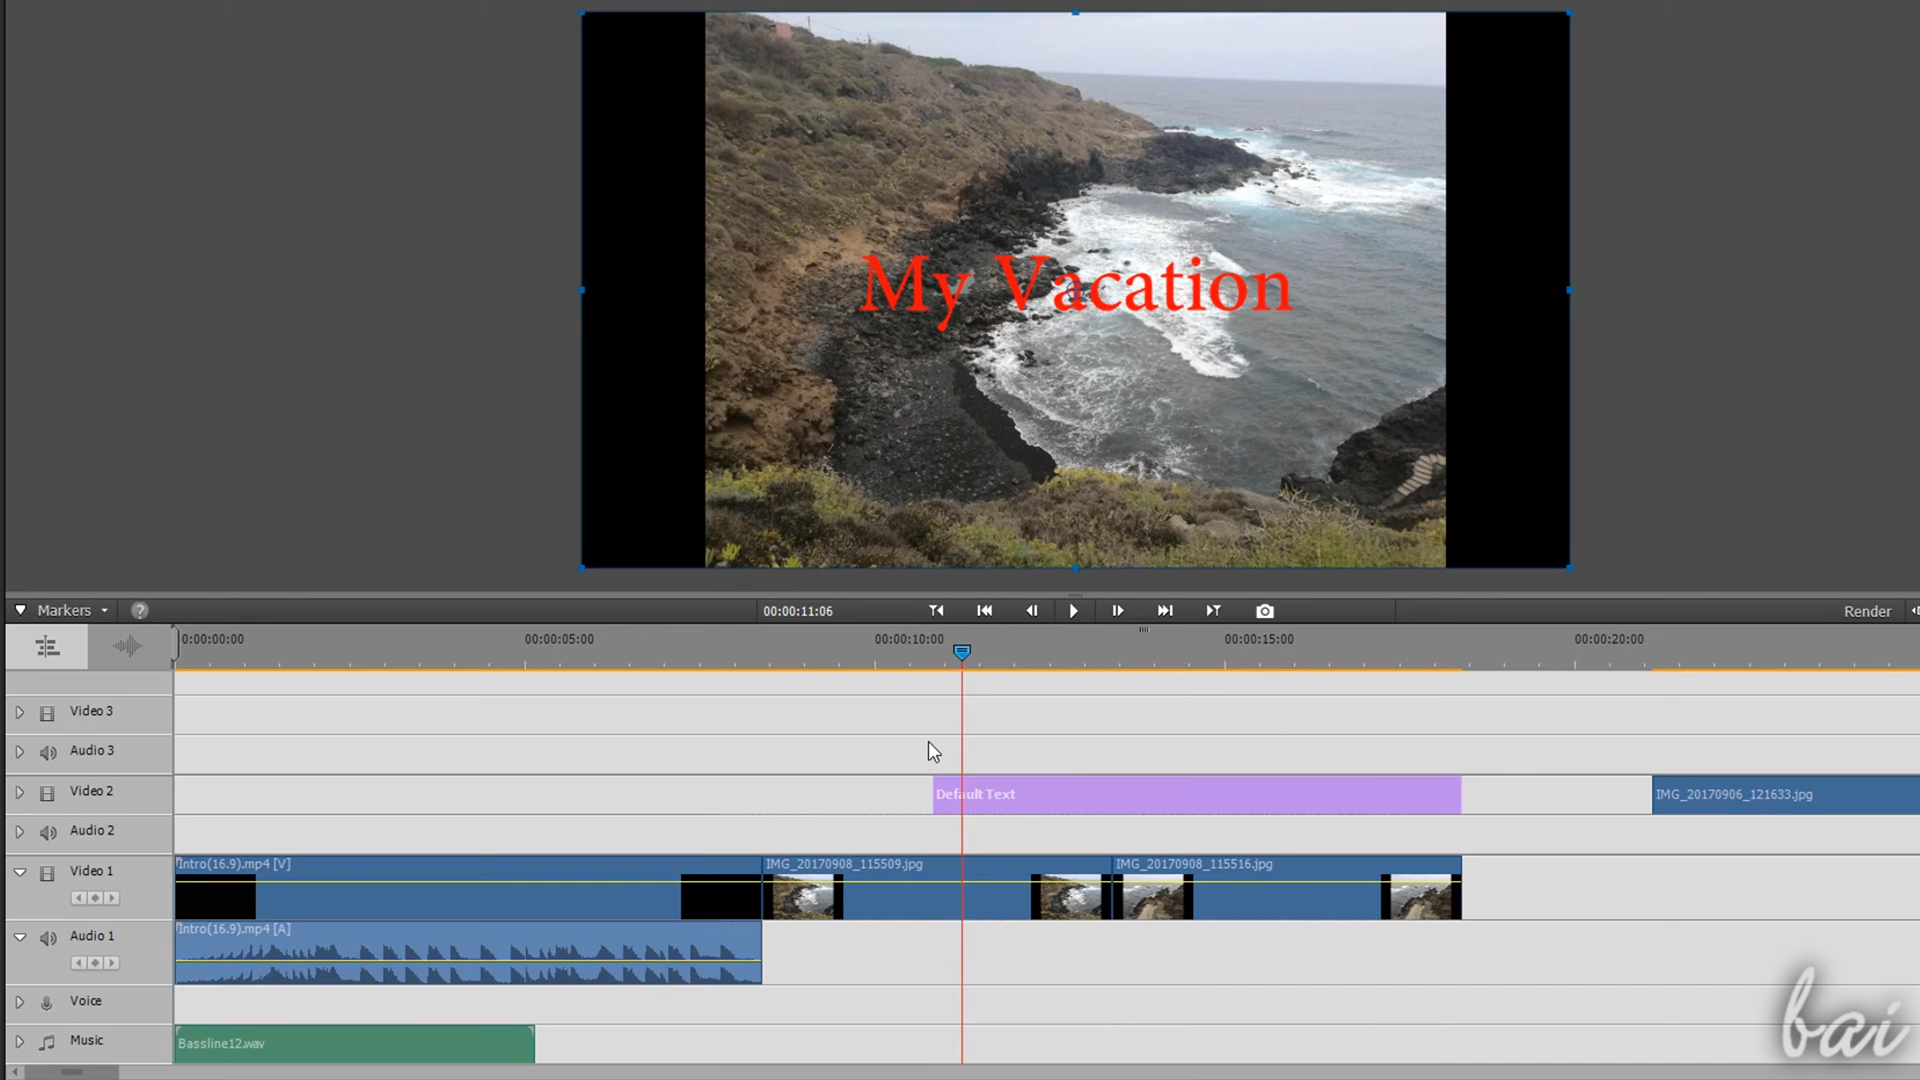 My Vacation
Markers
?
00:00:11:06
Render
0:00:00:00
00:00:05:00
00:00:10:00
00:00:15:00
00:00:20:00
Video 3
Audio 3
Video 2
Default Text
IMG_20170906_121633.jpg
Audio 2
Video 1
Intro(16.9).mp4 [V]
IMG_20170908_115509.jpg
IMG_20170908_115516.jpg
Audio 1
Intro(16.9).mp4 [A]
Voice
Music
Bassline12.wav
bai